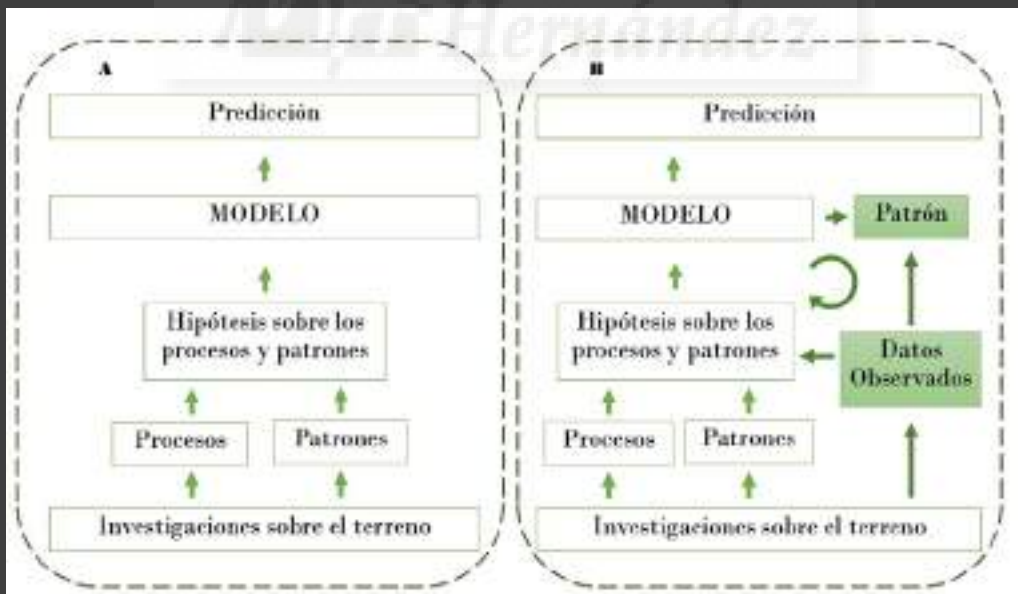 Hernández
A
Predicción
MODELO
Hipótesis sobre los
procesos y patrones
Procesos
Patrones
Investigaciones sobre el terreno
B
Predicción
MODELO
Patrón
Hipótesis sobre los
procesos y patrones
Datos
Observados
Procesos
Patrones
Investigaciones sobre el terreno